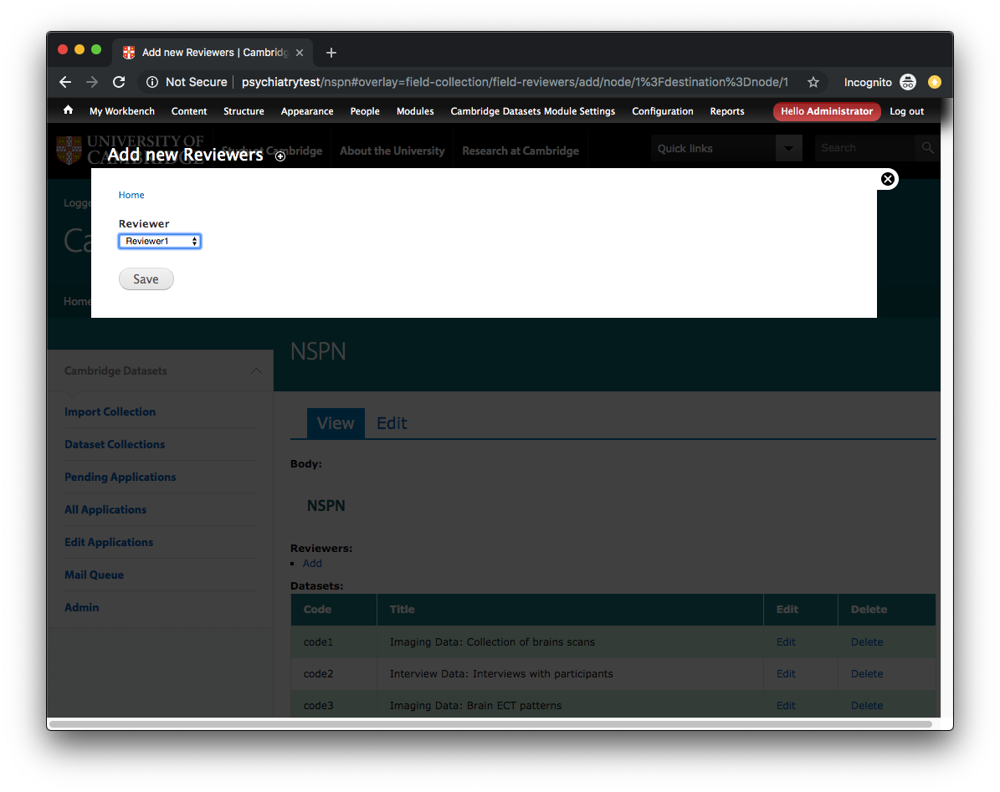 Add new Reviewers | Cambridg
Not Secure psychiatrytest/nspn#overlay=field-collection/field-reviewers/add/node/1%3Fdestination%3Dnode/1 Incognito
My Workbench Content Structure Appearance People Modules Cambridge Datasets Module Settings Configuration Reports Hello Administrator Log out
UNIVERSITY OF
CAMBRIDGE Study at Cambridge About the University Research at Cambridge Quick links Search
Add new Reviewers
Logge
Home
Reviewer
Ca
Reviewer1
Save
Home
NSPN
Cambridge Datasets
Import Collection
Dataset Collections
Pending Applications
All Applications
Edit Applications
Mail Queue
Admin
View Edit
Body:
NSPN
Reviewers:
Add
Datasets:
Code Title Edit Delete
code1 Imaging Data: Collection of brains scans Edit Delete
code2 Interview Data: Interviews with participants Edit Delete
code3 Imaging Data: Brain ECT patterns Edit Delete